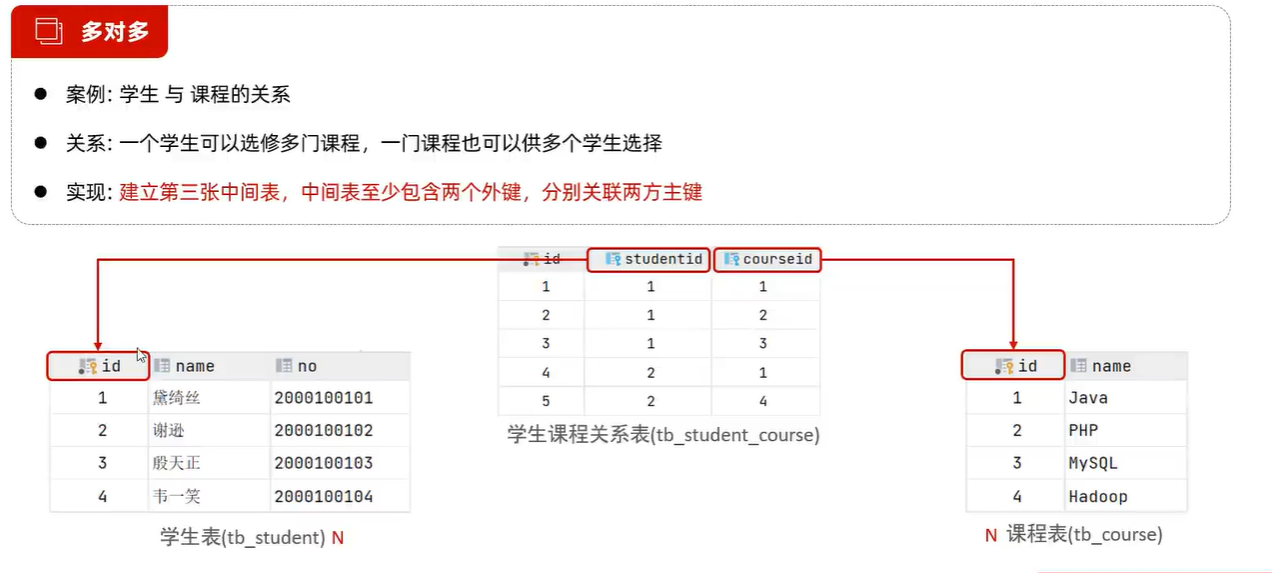 多对多
案例: 学生 与 课程的关系
关系: 一个学生可以选修多门课程，一门课程也可以供多个学生选择
实现: 建立第三张中间表，中间表至少包含两个外键，分别关联两方主键
id studentid courseid
1 1 1
2 1 2
3 1 3
4 2 1
5 2 4
学生课程关系表(tb_student_course)
id name no
1 黛绮丝 2000100101
2 谢逊 2000100102
3 殷天正 2000100103
4 韦一笑 2000100104
学生表(tb_student) N
id name
1 Java
2 PHP
3 MySQL
4 Hadoop
N 课程表(tb_course)